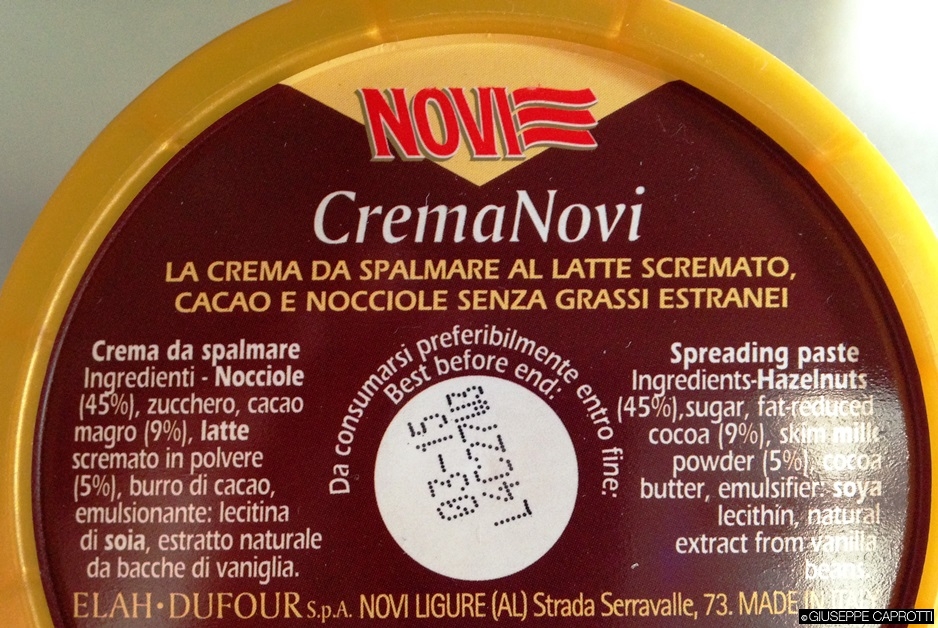 NOVI
CremaNovi
LA CREMA DA SPALMARE AL LATTE SCREMATO,
CACAO E NOCCIOLE SENZA GRASSI ESTRANEI
Crema da spalmare
Ingredienti - Nocciole
(45%), zucchero, cacao
magro (9%), latte
scremato in polvere
(5%), burro di cacao,
emulsionante: lecitina
di soia, estratto naturale
da bacche di vaniglia.
Da consumarsi preferibilmente entro fine:
Best before end:
Spreading paste
Ingredients-Hazelnuts
(45%),sugar, fat-reduced
cocoa (9%), skim milk
powder (5%), cocoa
butter, emulsifier: soya
lecithin, natural
extract from vanilla
beans.
ELAH·DUFOUR S.p.A. NOVI LIGURE (AL) Strada Serravalle, 73. MADE IN ITALY
©GIUSEPPE CAPROTTI